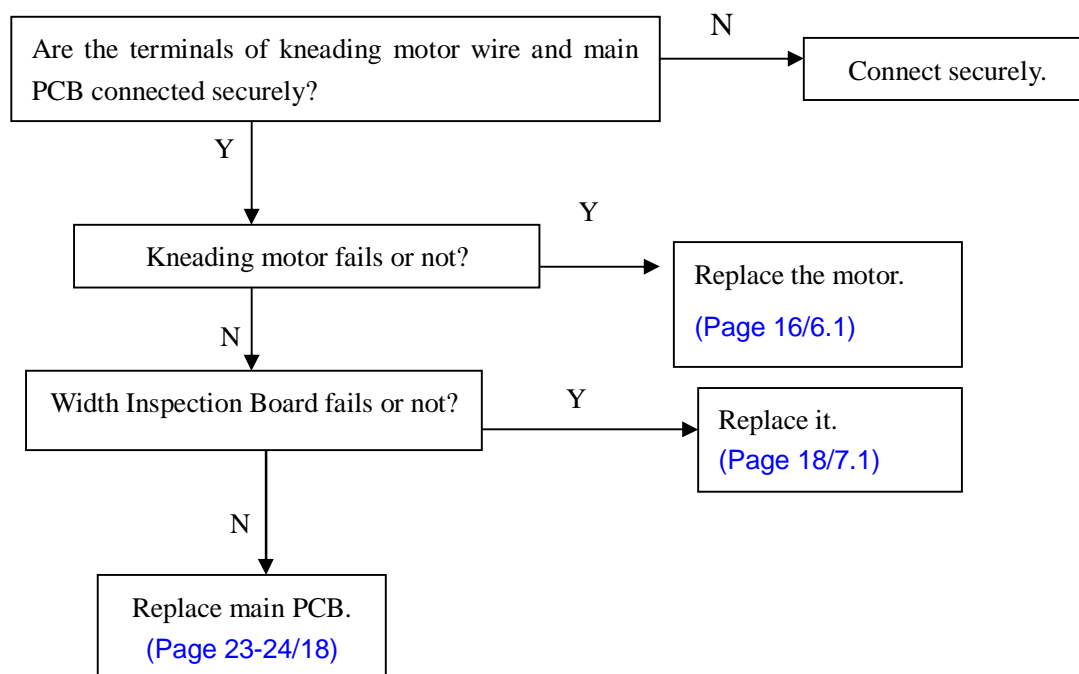 Are the terminals of kneading motor wire and main
PCB connected securely?
N
Connect securely.
Y
Kneading motor fails or not?
Y
Replace the motor.
(Page 16/6.1)
N
Width Inspection Board fails or not?
Y
Replace it.
(Page 18/7.1)
N
Replace main PCB.
(Page 23-24/18)